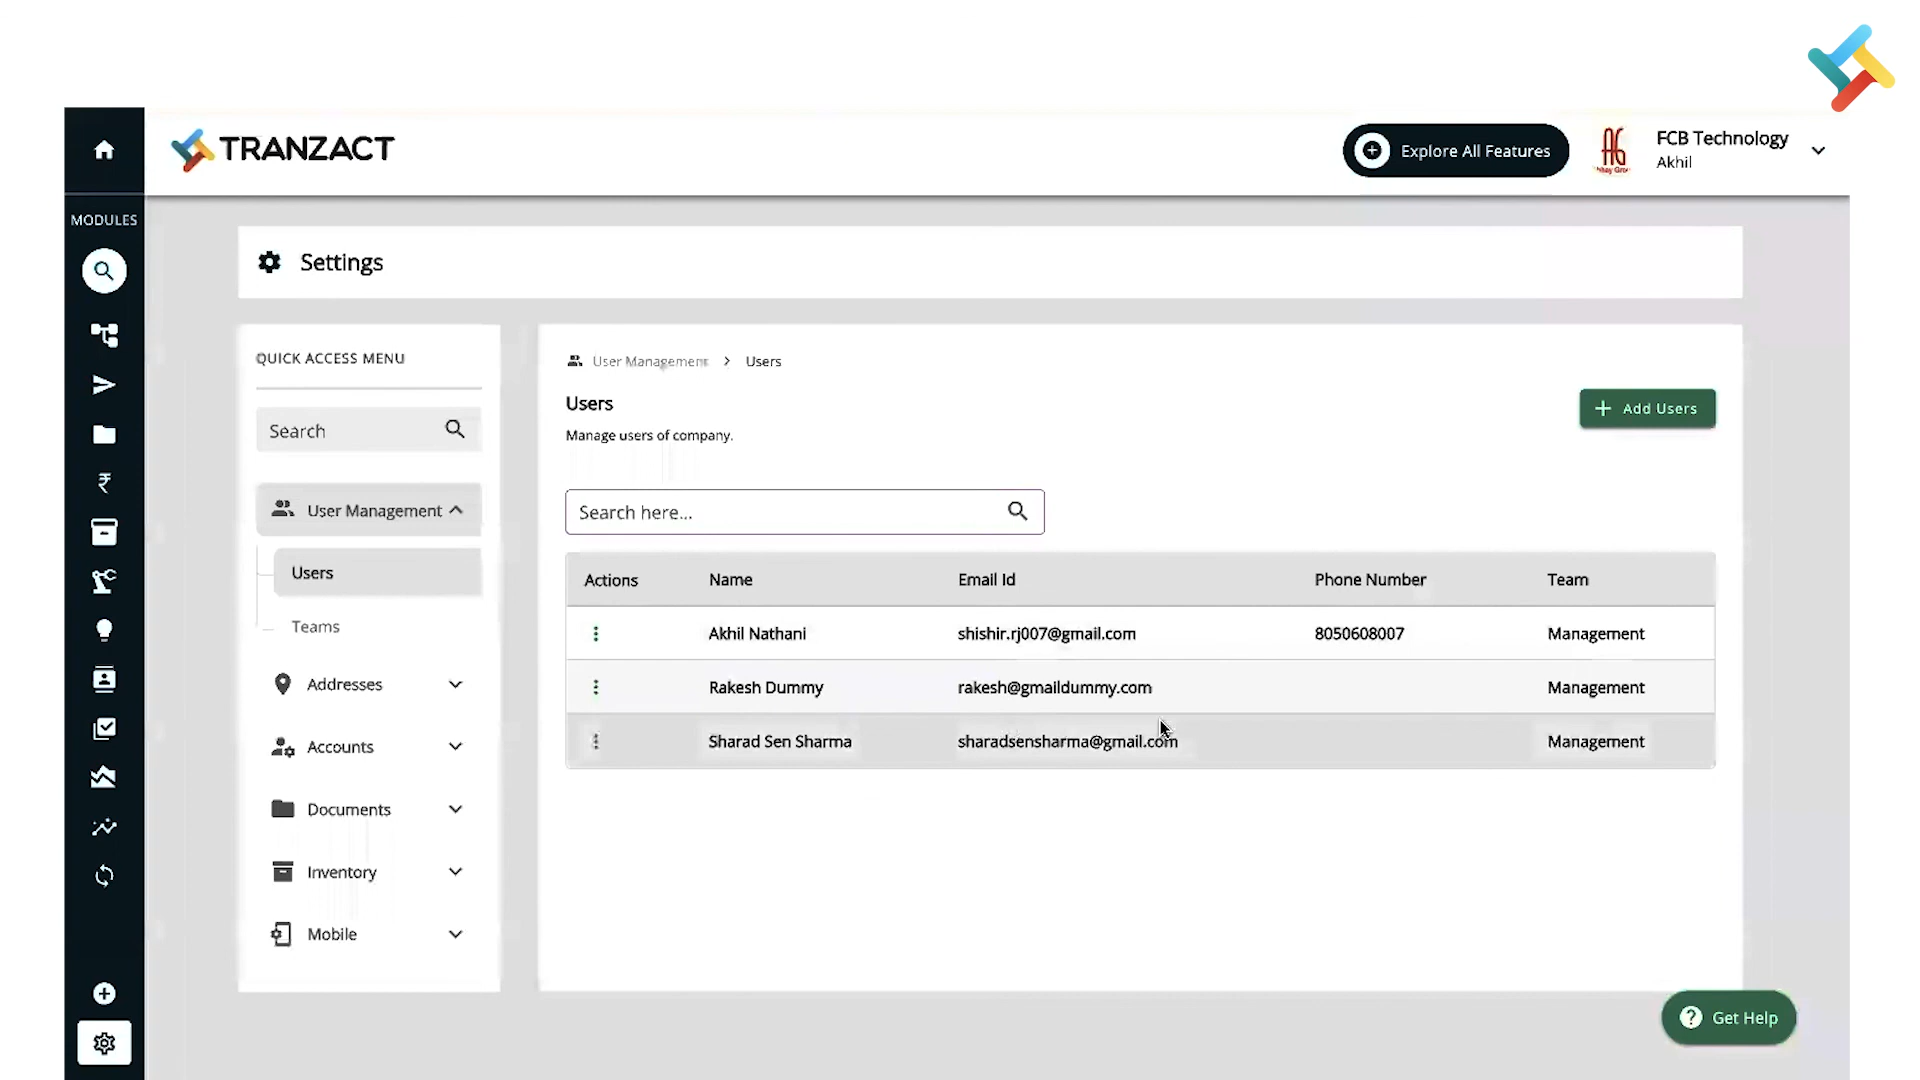 TRANZACT
Explore All Features
FCB Technology
Akhil
MODULES
Settings
QUICK ACCESS MENU
Search
User Management
Users
Teams
Addresses
Accounts
Documents
Inventory
Mobile
User Management > Users
Users
Manage users of company.
Add Users
Search here...
Actions Name Email Id Phone Number Team
Akhil Nathani shishir.rj007@gmail.com 8050608007 Management
Rakesh Dummy rakesh@gmaildummy.com Management
Sharad Sen Sharma sharadsensharma@gmail.com Management
Get Help